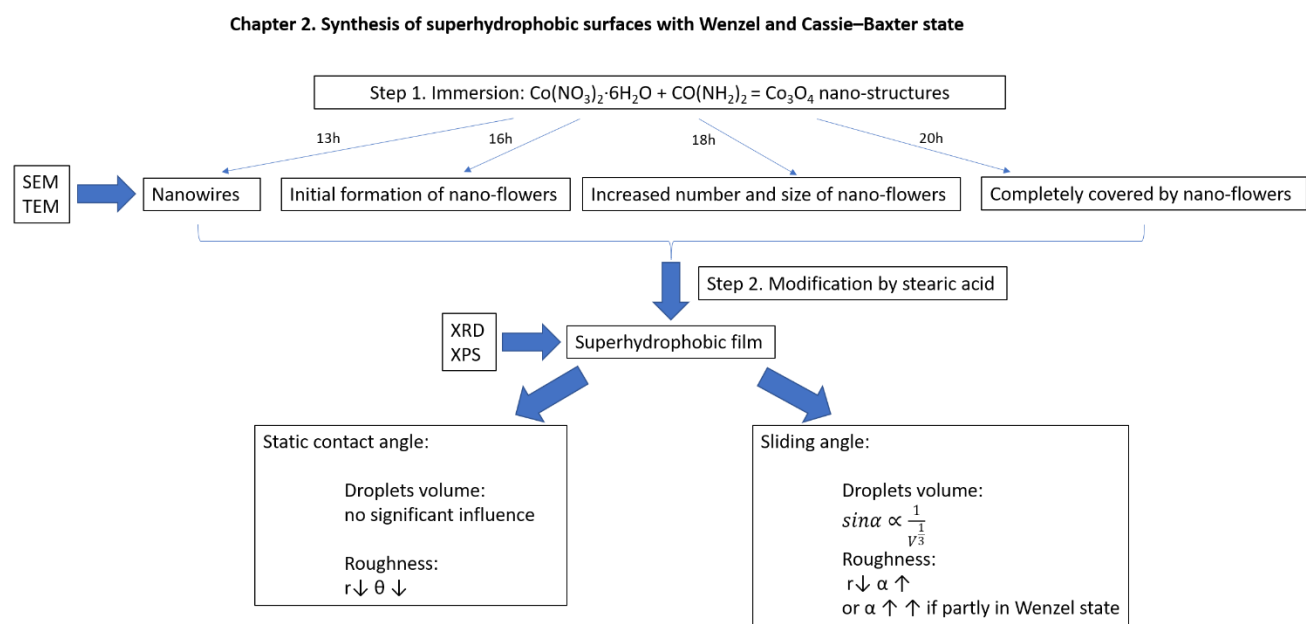 Chapter 2. Synthesis of superhydrophobic surfaces with Wenzel and Cassie–Baxter state
Step 1. Immersion: Co(NO₃)₂·6H₂O + CO(NH₂)₂ = Co₃O₄ nano-structures
13h
16h
18h
20h
SEM
TEM
Nanowires
Initial formation of nano-flowers
Increased number and size of nano-flowers
Completely covered by nano-flowers
Step 2. Modification by stearic acid
XRD
XPS
Superhydrophobic film
Static contact angle:
Droplets volume:
no significant influence
Roughness:
r↓ θ ↓
Sliding angle:
Droplets volume:
sinα ∝ 1/V^(1/3)
Roughness:
r↓ α ↑
or α ↑ ↑ if partly in Wenzel state